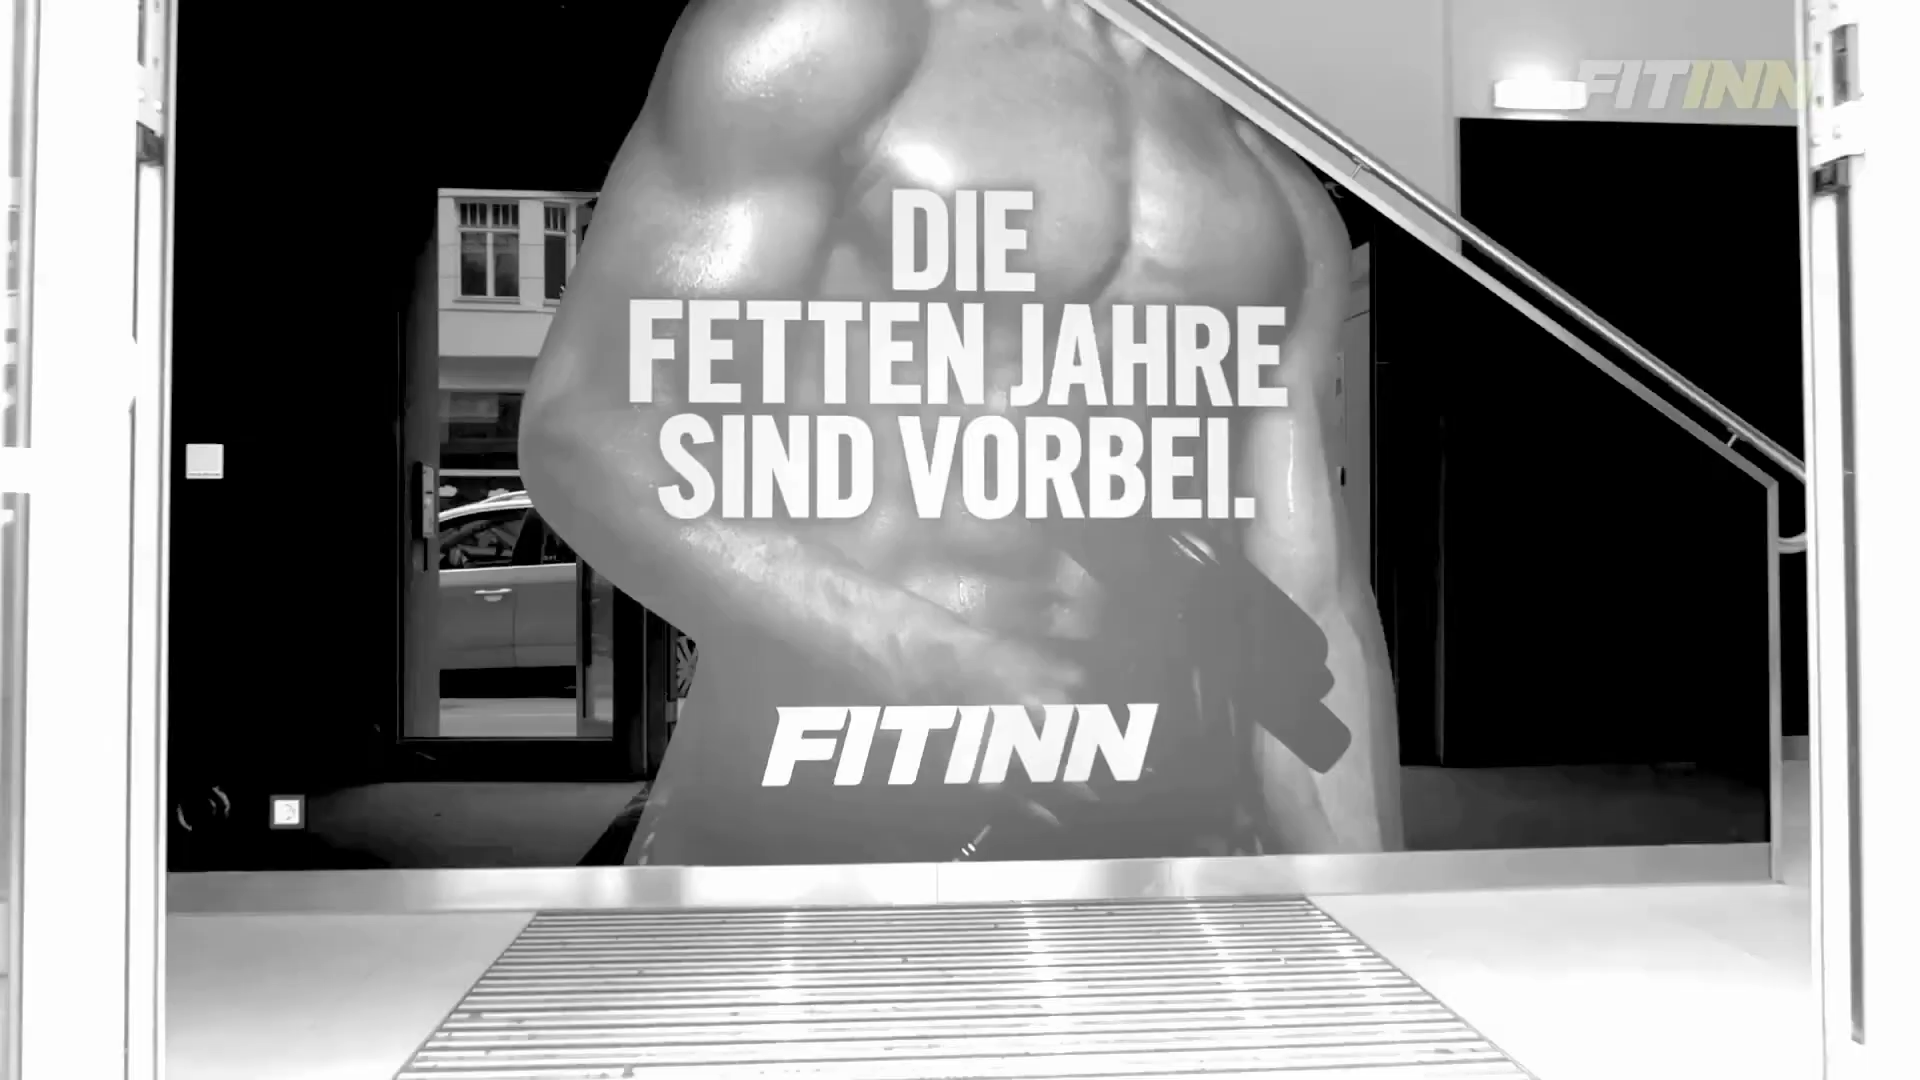 FITINN
DIE
FETTEN JAHRE
SIND VORBEI.
FITINN